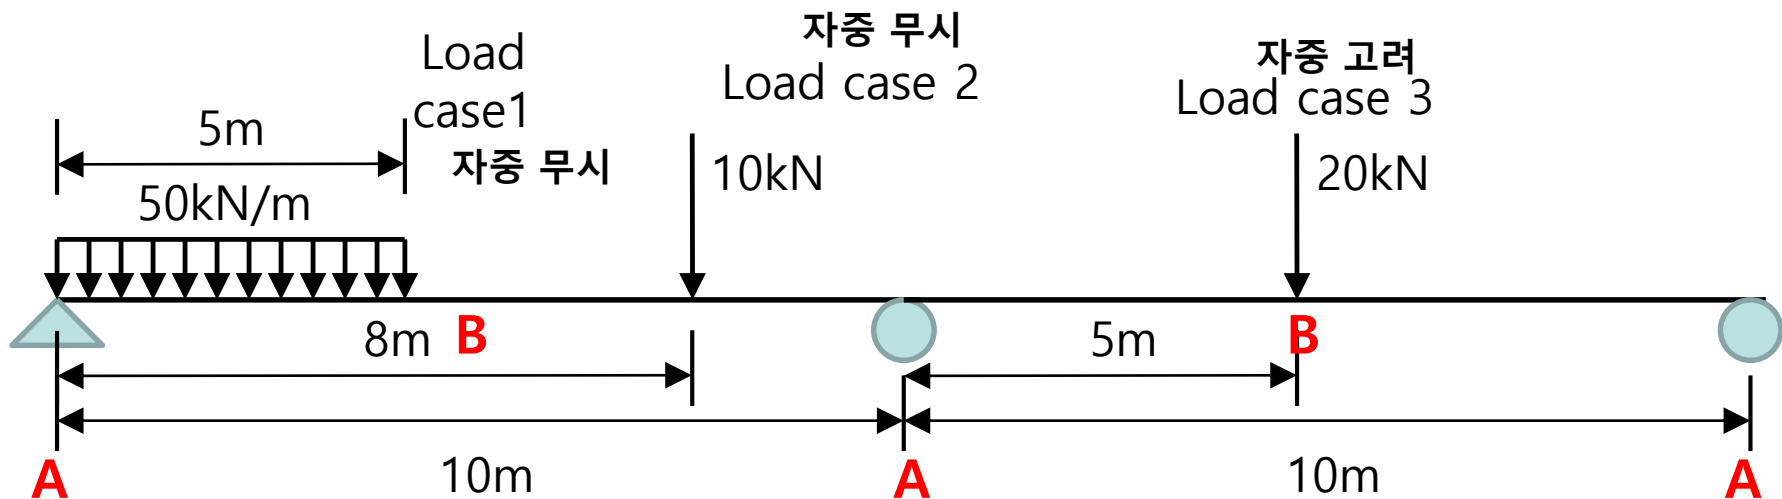 Load
case1
자중 무시
자중 무시
Load case 2
자중 고려
Load case 3
5m
50kN/m
10kN
20kN
8m
B
5m
B
A
10m
A
10m
A